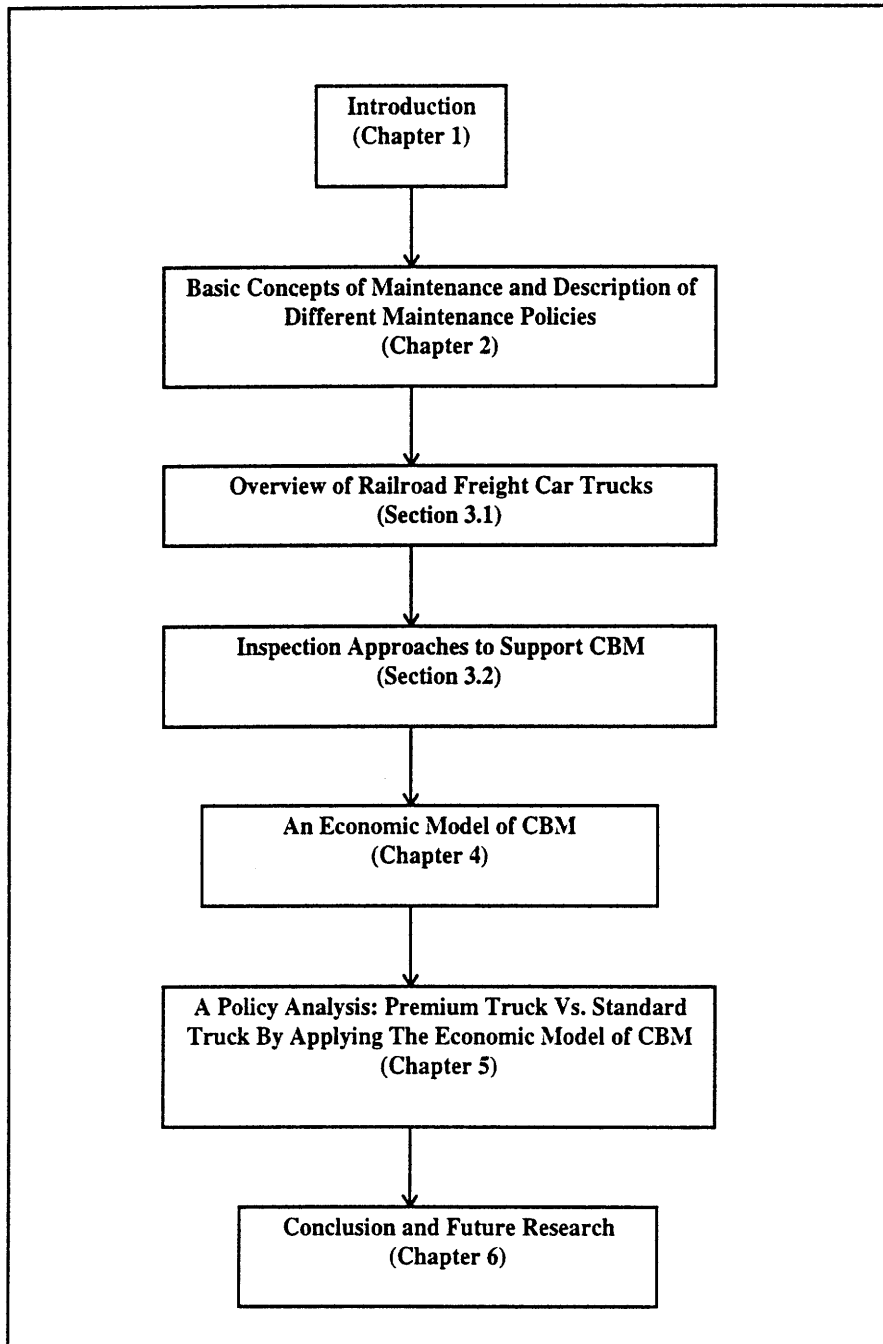 Introduction
(Chapter 1)
Basic Concepts of Maintenance and Description of
Different Maintenance Policies
(Chapter 2)
Overview of Railroad Freight Car Trucks
(Section 3.1)
Inspection Approaches to Support CBM
(Section 3.2)
An Economic Model of CBM
(Chapter 4)
A Policy Analysis: Premium Truck Vs. Standard
Truck By Applying The Economic Model of CBM
(Chapter 5)
Conclusion and Future Research
(Chapter 6)